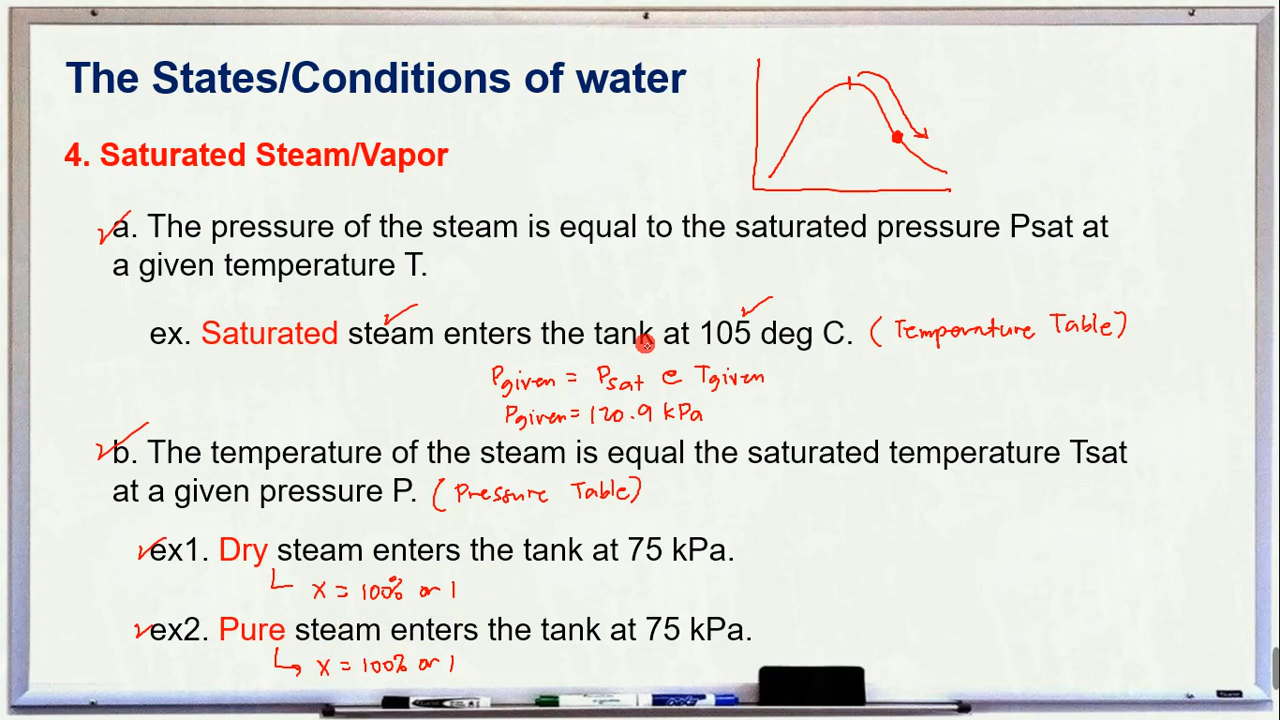 The States/Conditions of water
4. Saturated Steam/Vapor
a. The pressure of the steam is equal to the saturated pressure Psat at
a given temperature T.
ex. Saturated steam enters the tank at 105 deg C. (Temperature Table)
Pgiven = Psat @ Tgiven
Pgiven = 120.9 kPa
b. The temperature of the steam is equal the saturated temperature Tsat
at a given pressure P. (Pressure Table)
ex1. Dry steam enters the tank at 75 kPa.
x = 100% or 1
ex2. Pure steam enters the tank at 75 kPa.
x = 100% or 1